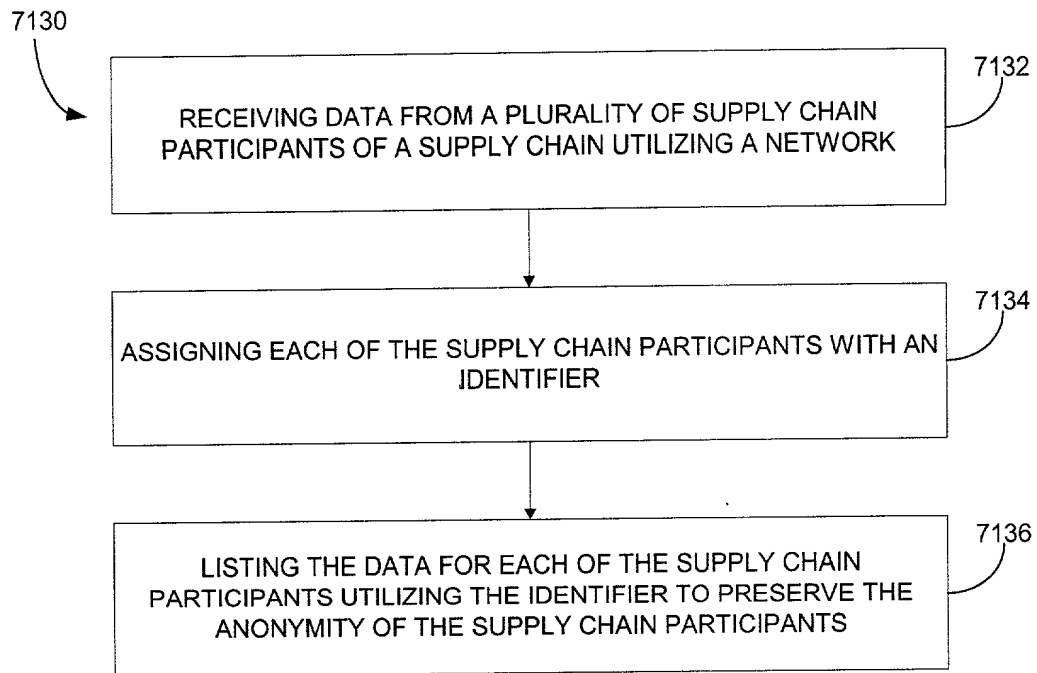 7130
7132
RECEIVING DATA FROM A PLURALITY OF SUPPLY CHAIN
PARTICIPANTS OF A SUPPLY CHAIN UTILIZING A NETWORK
7134
ASSIGNING EACH OF THE SUPPLY CHAIN PARTICIPANTS WITH AN
IDENTIFIER
7136
LISTING THE DATA FOR EACH OF THE SUPPLY CHAIN
PARTICIPANTS UTILIZING THE IDENTIFIER TO PRESERVE THE
ANONYMITY OF THE SUPPLY CHAIN PARTICIPANTS